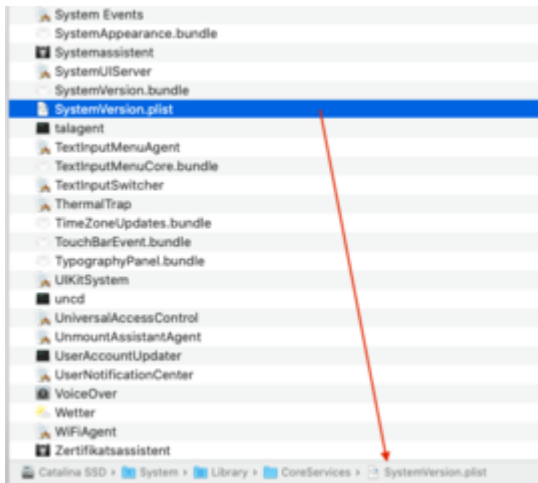 System Events
SystemAppearance.bundle
Systemassistent
SystemUIServer
SystemVersion.bundle
SystemVersion.plist
talagent
TextInputMenuAgent
TextInputMenuCore.bundle
TextInputSwitcher
ThermalTrap
TimeZoneUpdates.bundle
TouchBarEvent.bundle
TypographyPanel.bundle
UIKitSystem
uncd
UniversalAccessControl
UnmountAssistantAgent
UserAccountUpdater
UserNotificationCenter
VoiceOver
Wetter
WiFiAgent
Zertifikatsassistent
Catalina SSD › System › Library › CoreServices › SystemVersion.plist